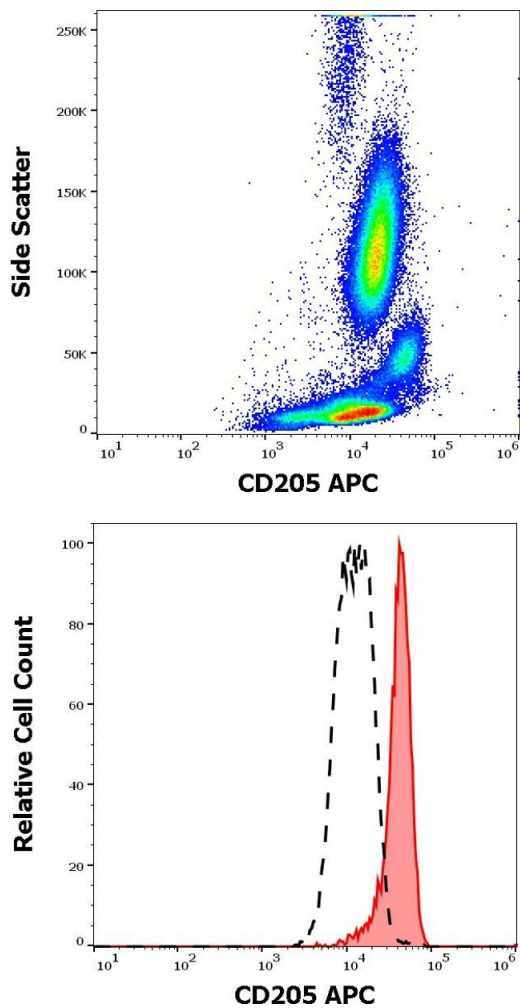 250K
200K
150K
100K
50K
0
Side Scatter
10¹ 10² 10³ 10⁴ 10⁵ 10⁶
CD205 APC
100
80
60
40
20
0
Relative Cell Count
10¹ 10² 10³ 10⁴ 10⁵ 10⁶
CD205 APC